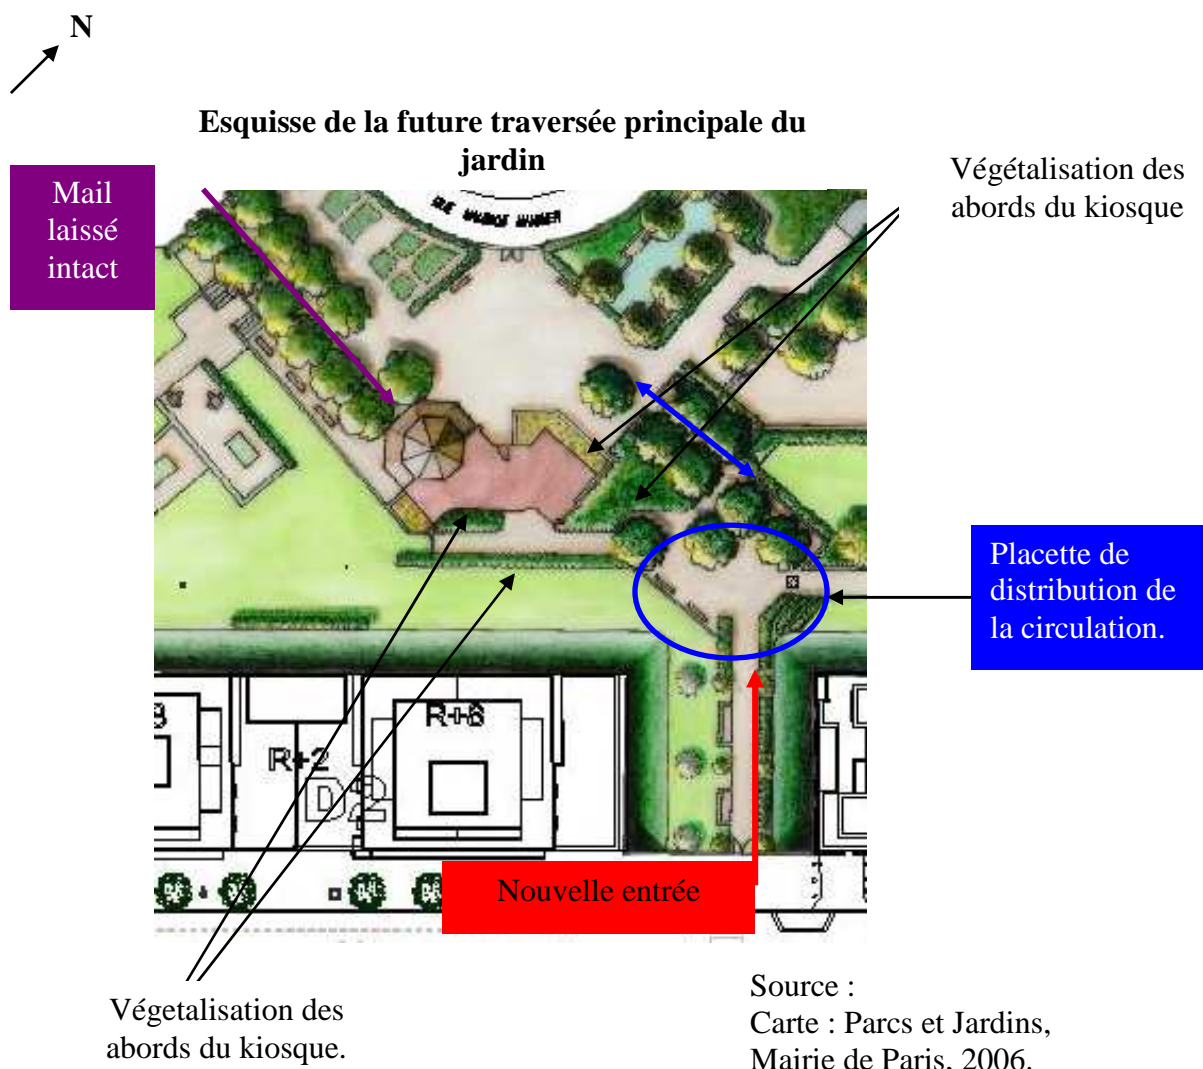 N
Esquisse de la future traversée principale du
jardin
Mail
laissé
intact
Végétalisation des
abords du kiosque
Placette de
distribution de
la circulation.
R+6
R+2
D2
Nouvelle entrée
Végetalisation des
abords du kiosque.
Source :
Carte : Parcs et Jardins,
Mairie de Paris, 2006.